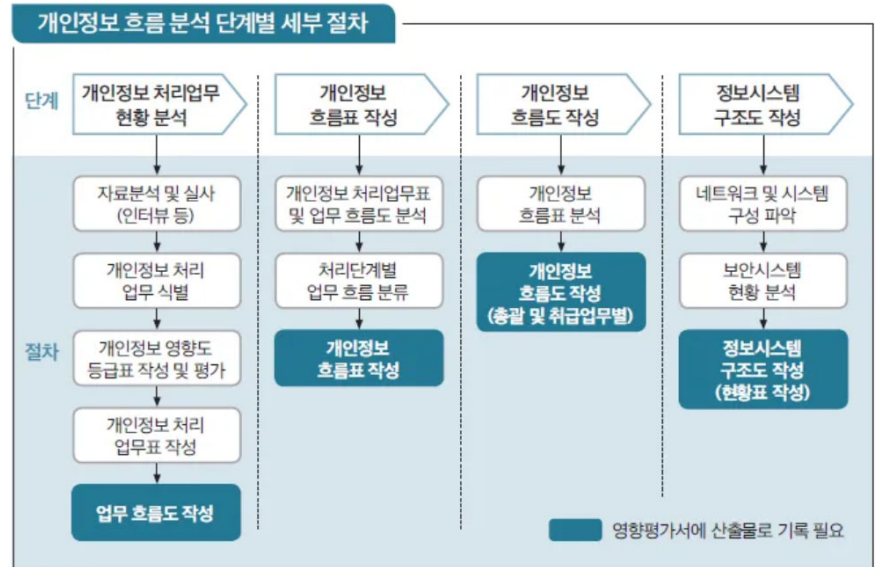 개인정보 흐름 분석 단계별 세부 절차
단계
개인정보 처리업무
현황 분석
개인정보
흐름표 작성
개인정보
흐름도 작성
정보시스템
구조도 작성
절차
자료분석 및 실사
(인터뷰 등)
개인정보 처리
업무 식별
개인정보 영향도
등급표 작성 및 평가
개인정보 처리
업무표 작성
업무 흐름도 작성
개인정보 처리업무표
및 업무 흐름도 분석
처리단계별
업무 흐름 분류
개인정보
흐름표 작성
개인정보
흐름표 분석
개인정보
흐름도 작성
(총괄 및 취급업무별)
네트워크 및 시스템
구성 파악
보안시스템
현황 분석
정보시스템
구조도 작성
(현황표 작성)
영향평가서에 산출물로 기록 필요